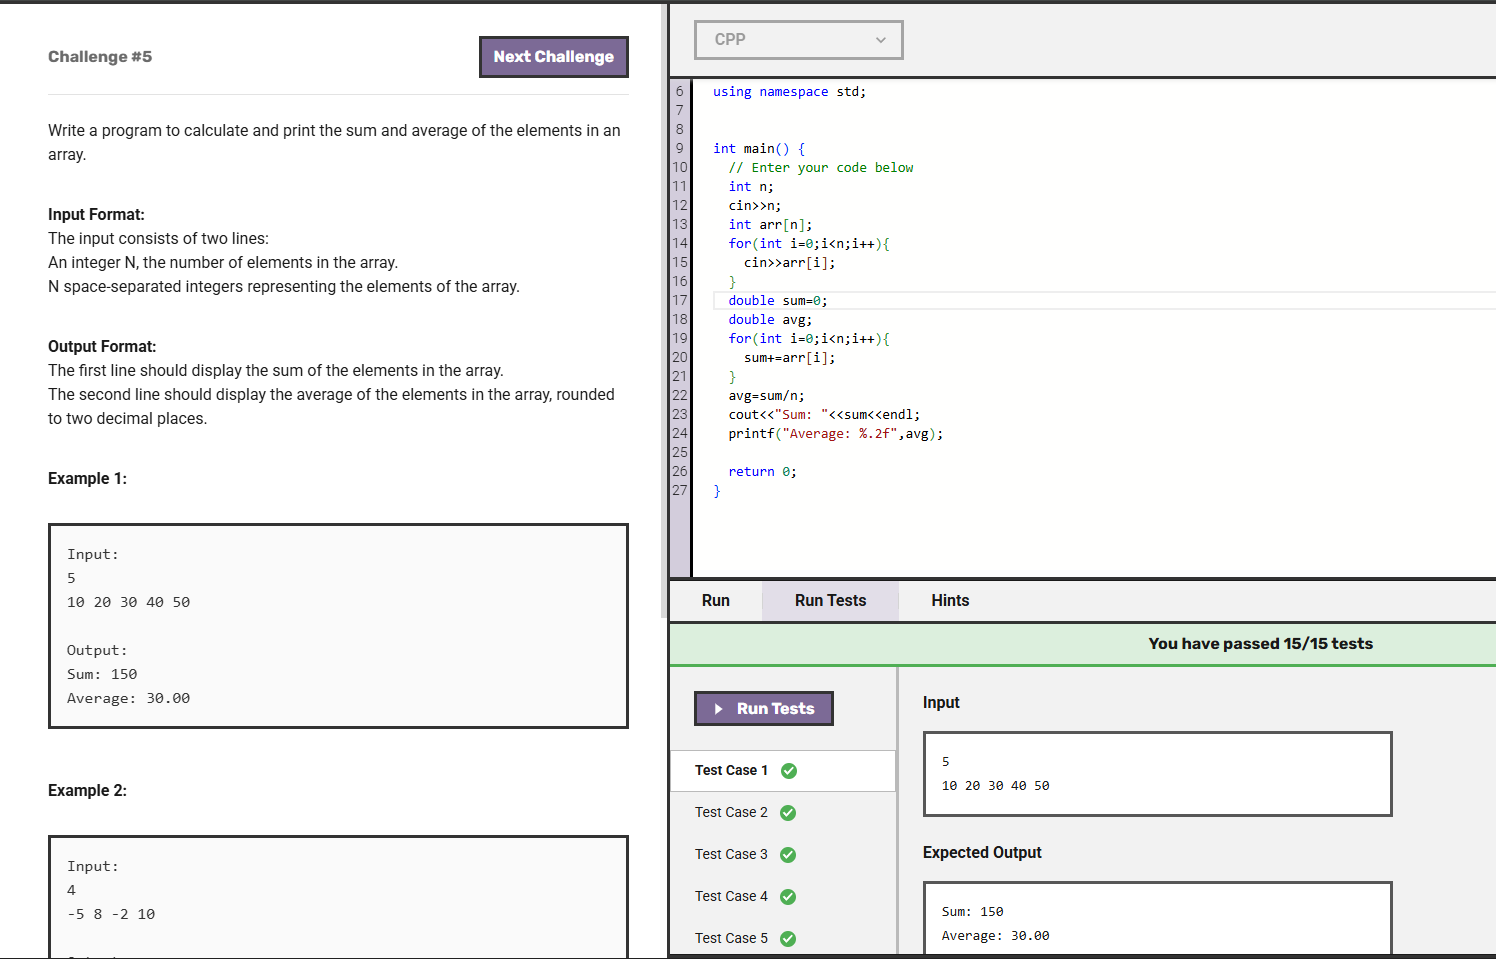 Challenge #5
Next Challenge
Write a program to calculate and print the sum and average of the elements in an
array.
Input Format:
The input consists of two lines:
An integer N, the number of elements in the array.
N space-separated integers representing the elements of the array.
Output Format:
The first line should display the sum of the elements in the array.
The second line should display the average of the elements in the array, rounded
to two decimal places.
Example 1:
Input:
5
10 20 30 40 50
Output:
Sum: 150
Average: 30.00
Example 2:
Input:
4
-5 8 -2 10
CPP
6 using namespace std;
7
8
9 int main() {
10 // Enter your code below
11 int n;
12 cin>>n;
13 int arr[n];
14 for(int i=0;i<n;i++){
15 cin>>arr[i];
16 }
17 double sum=0;
18 double avg;
19 for(int i=0;i<n;i++){
20 sum+=arr[i];
21 }
22 avg=sum/n;
23 cout<<"Sum: "<<sum<<endl;
24 printf("Average: %.2f",avg);
25
26 return 0;
27 }
Run Run Tests Hints
You have passed 15/15 tests
Run Tests
Test Case 1
Test Case 2
Test Case 3
Test Case 4
Test Case 5
Input
5
10 20 30 40 50
Expected Output
Sum: 150
Average: 30.00